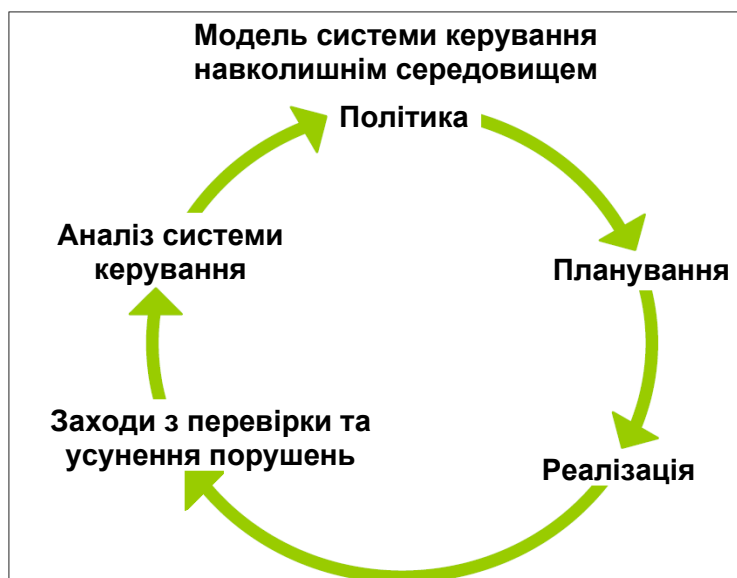 Модель системи керування
навколишнім середовищем
Політика
Планування
Реалізація
Заходи з перевірки та
усунення порушень
Аналіз системи
керування